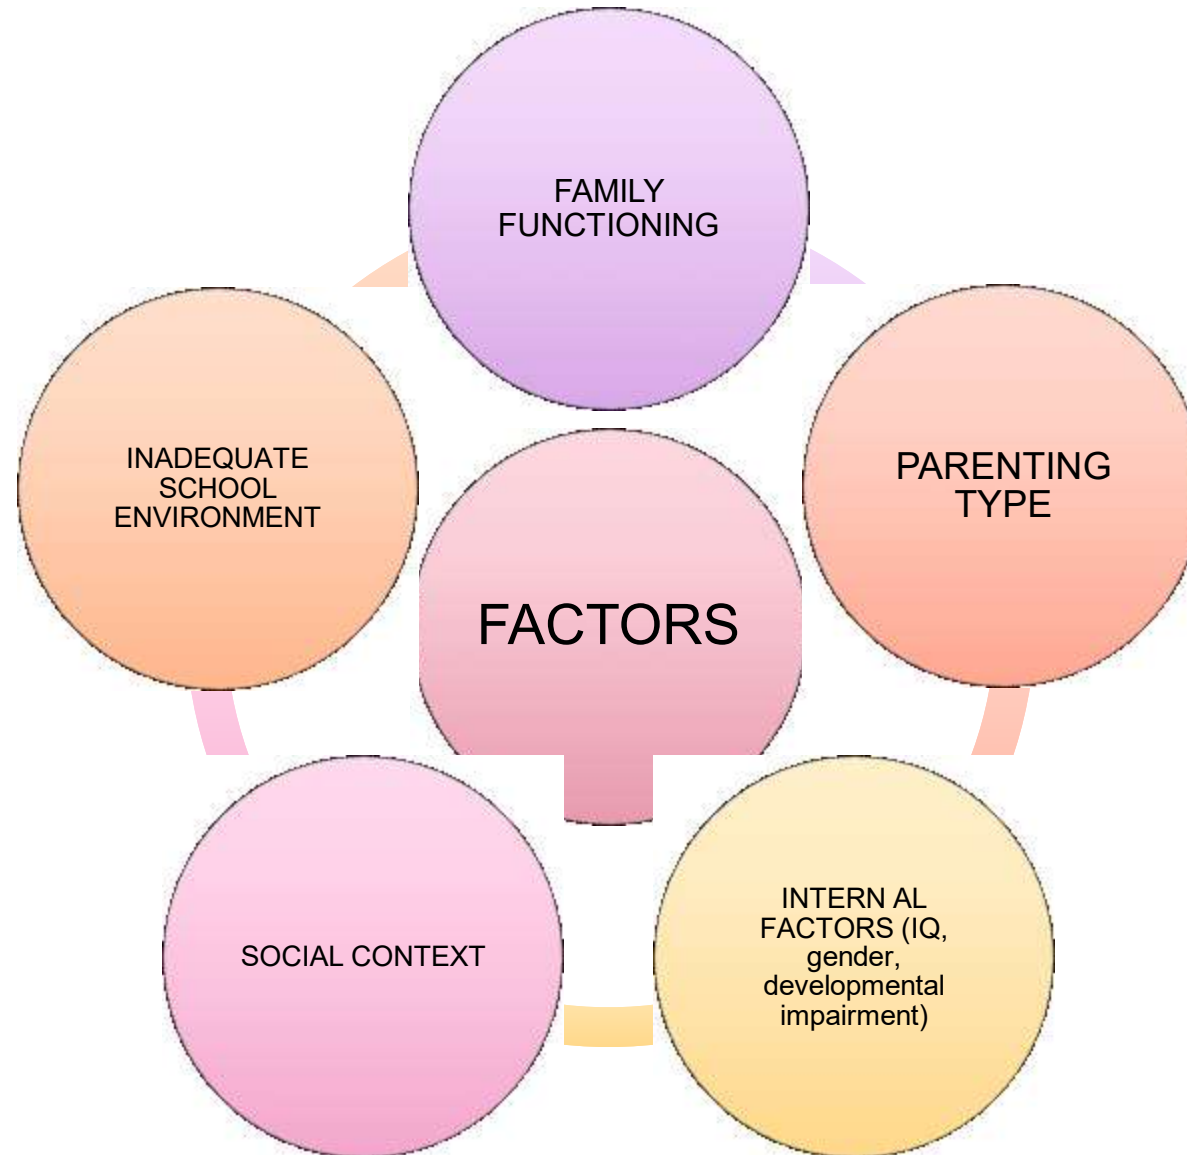 FAMILY
FUNCTIONING
PARENTING
TYPE
INTERN AL
FACTORS (IQ,
gender,
developmental
impairment)
SOCIAL CONTEXT
INADEQUATE
SCHOOL
ENVIRONMENT
FACTORS